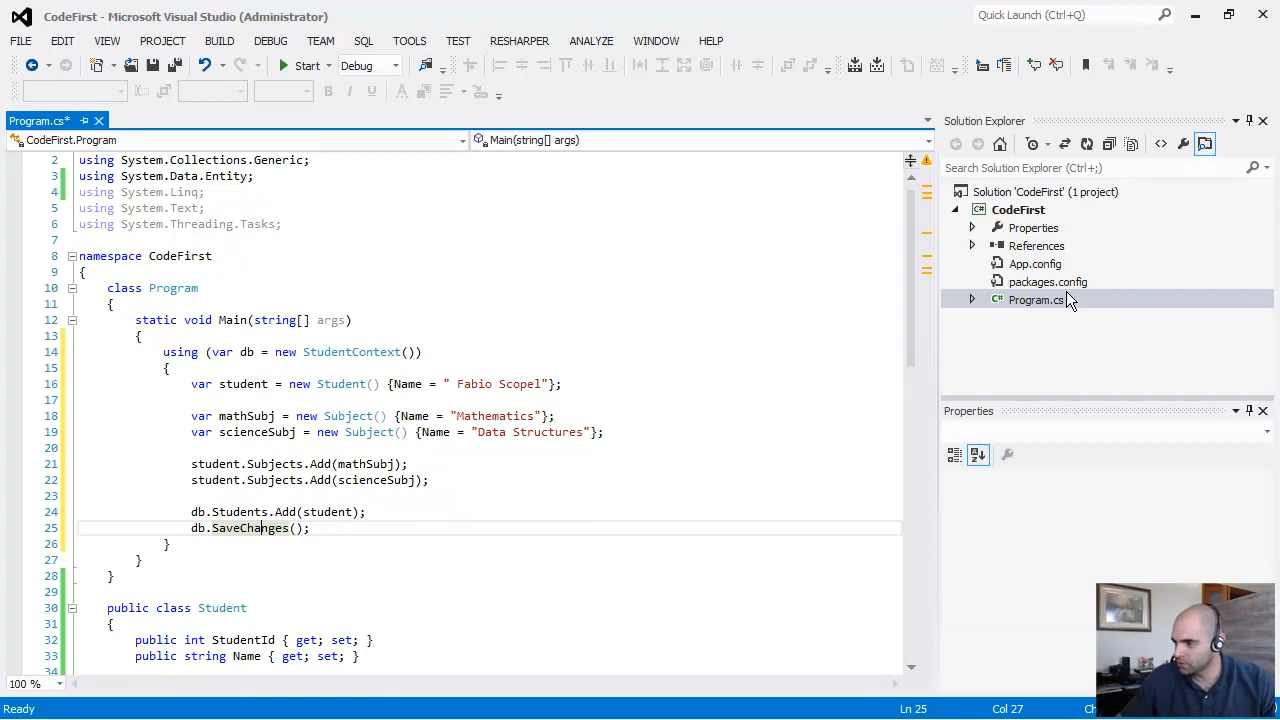 CodeFirst - Microsoft Visual Studio (Administrator)
Quick Launch (Ctrl+Q)
FILE EDIT VIEW PROJECT BUILD DEBUG TEAM SQL TOOLS TEST RESHARPER ANALYZE WINDOW HELP
Start Debug
Program.cs*
CodeFirst.Program
Main(string[] args)
2 using System.Collections.Generic;
3 using System.Data.Entity;
4 using System.Linq;
5 using System.Text;
6 using System.Threading.Tasks;
7
8 namespace CodeFirst
9 {
10 class Program
11 {
12 static void Main(string[] args)
13 {
14 using (var db = new StudentContext())
15 {
16 var student = new Student() {Name = " Fabio Scopel"};
17
18 var mathSubj = new Subject() {Name = "Mathematics"};
19 var scienceSubj = new Subject() {Name = "Data Structures"};
20
21 student.Subjects.Add(mathSubj);
22 student.Subjects.Add(scienceSubj);
23
24 db.Students.Add(student);
25 db.SaveChanges();
26 }
27 }
28 }
29
30 public class Student
31 {
32 public int StudentId { get; set; }
33 public string Name { get; set; }
100 %
Solution Explorer
Search Solution Explorer (Ctrl+;)
Solution 'CodeFirst' (1 project)
C# CodeFirst
Properties
References
App.config
packages.config
C# Program.cs
Properties
Ready
Ln 25
Col 27